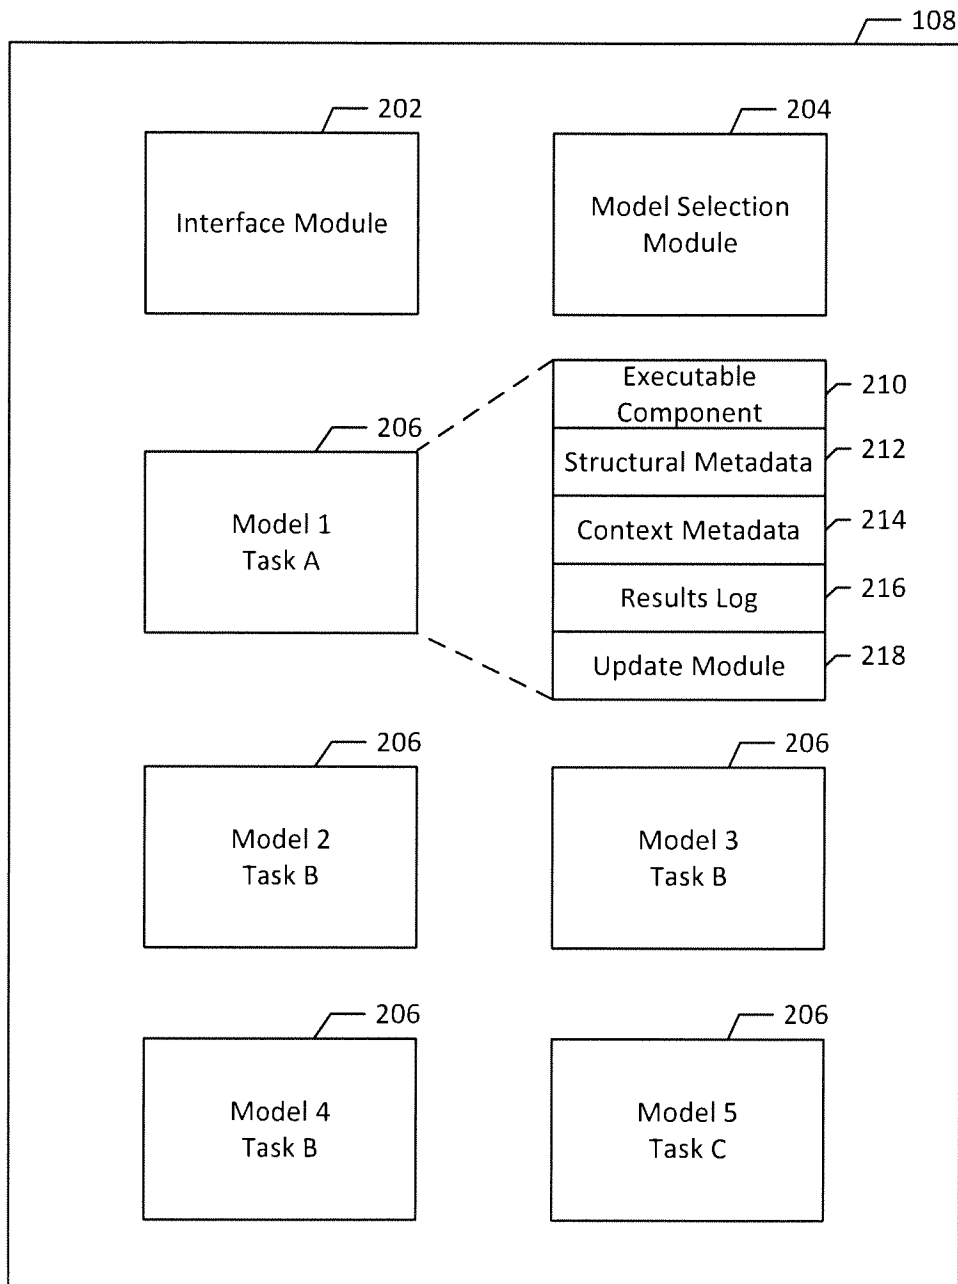 108
202
204
Interface Module
Model Selection
Module
206
Model 1
Task A
Executable
Component
210
Structural Metadata
212
Context Metadata
214
Results Log
216
Update Module
218
206
206
Model 2
Task B
Model 3
Task B
206
206
Model 4
Task B
Model 5
Task C